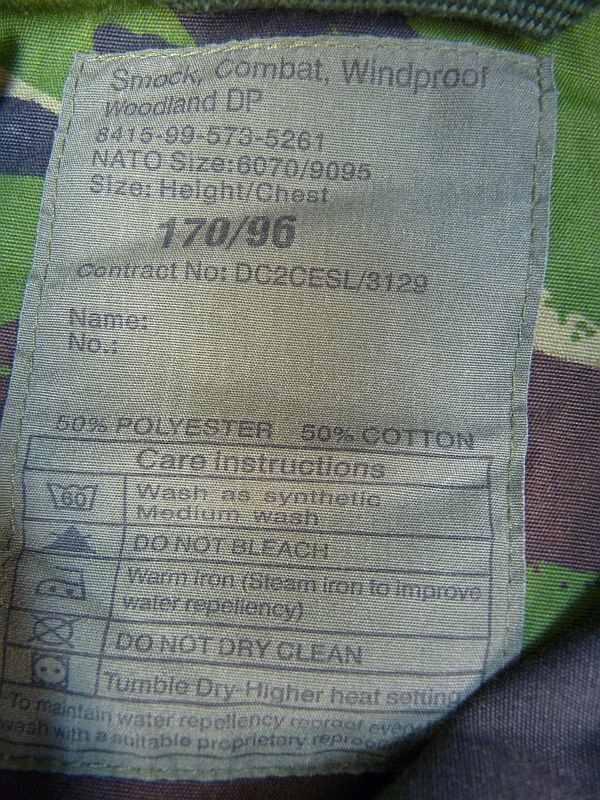 Smock, Combat, Windproof
Woodland DP
8415-99-573-5261
NATO Size:6070/9095
Size: Height/Chest
170/96
Contract No: DC2CESL/3129
Name:
No.:
50% POLYESTER 50% COTTON
Care instructions
60 Wash as synthetic
Medium wash
DO NOT BLEACH
Warm iron (Steam iron to improve
water repellency)
DO NOT DRY CLEAN
Tumble Dry-Higher heat setting
To maintain water repellency reproof
wash with a suitable proprietary